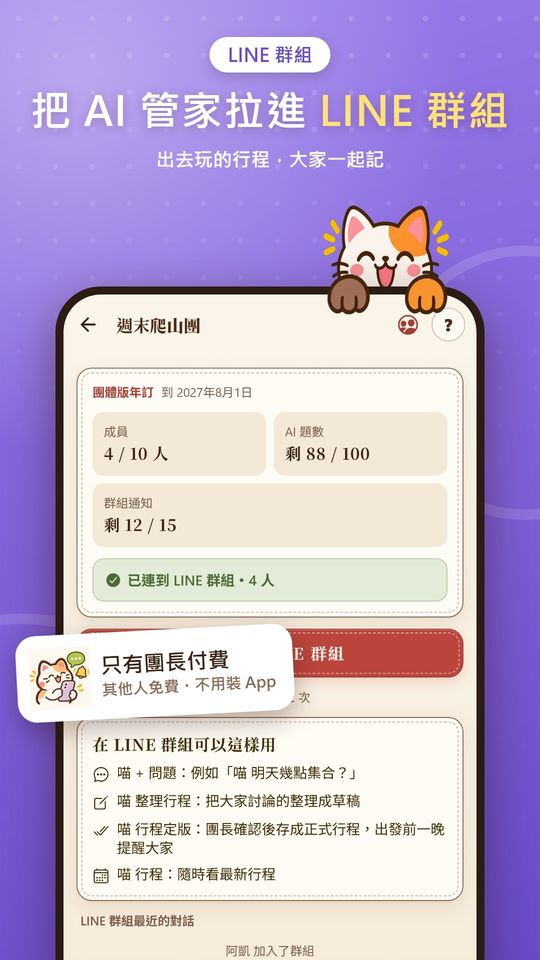 LINE 群組
把 AI 管家拉進 LINE 群組
出去玩的行程，大家一起記
週末爬山團
?
團體版年訂 到 2027年8月1日
成員
4 / 10 人
AI 題數
剩 88 / 100
群組通知
剩 12 / 15
已連到 LINE 群組・4 人
E 群組
只有團長付費
其他人免費・不用裝 App
次
在 LINE 群組可以這樣用
喵 + 問題：例如「喵 明天幾點集合？」
喵 整理行程：把大家討論的整理成草稿
喵 行程定版：團長確認後存成正式行程，出發前一晚
提醒大家
喵 行程：隨時看最新行程
LINE 群組最近的對話
阿凱 加入了群組